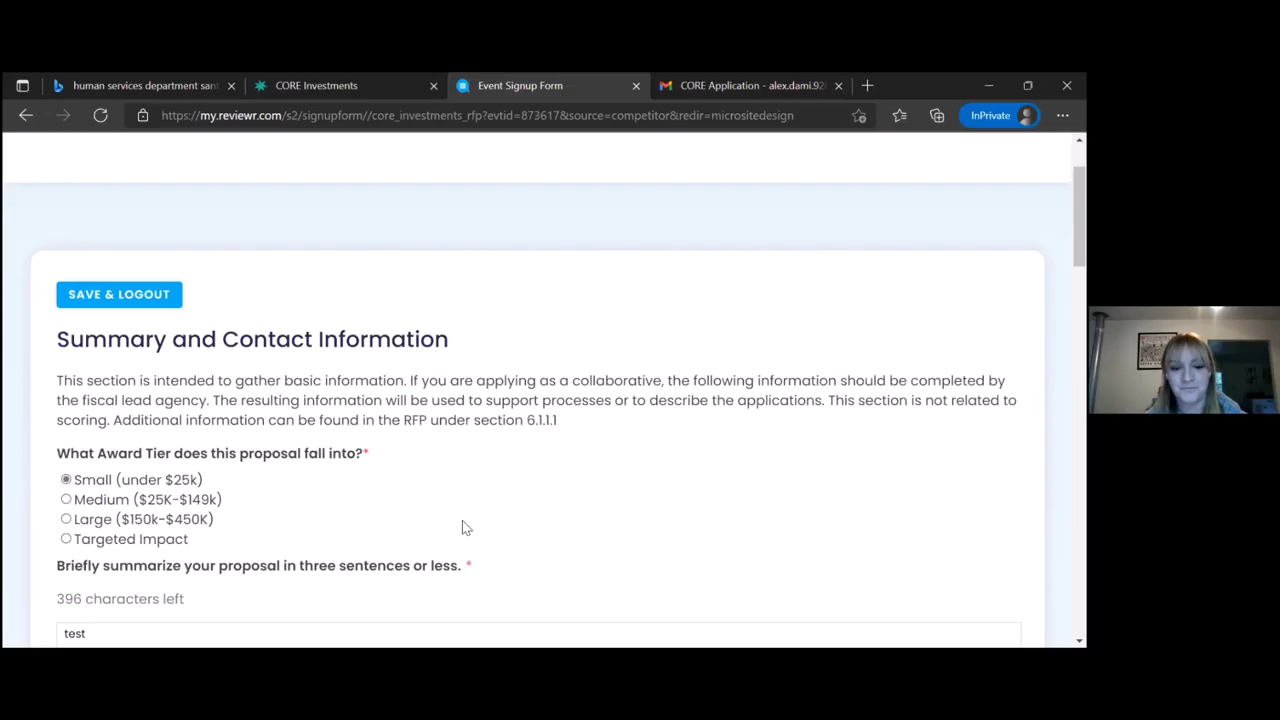 human services department sant
CORE Investments
Event Signup Form
CORE Application - alex.dami.92
https://my.reviewr.com/s2/signupform//core_investments_rfp?evtid=873617&source=competitor&redir=micrositedesign
InPrivate
SAVE & LOGOUT
Summary and Contact Information
This section is intended to gather basic information. If you are applying as a collaborative, the following information should be completed by
the fiscal lead agency. The resulting information will be used to support processes or to describe the applications. This section is not related to
scoring. Additional information can be found in the RFP under section 6.1.1.1
What Award Tier does this proposal fall into?*
Small (under $25k)
Medium ($25K-$149k)
Large ($150k-$450K)
Targeted Impact
Briefly summarize your proposal in three sentences or less. *
396 characters left
test